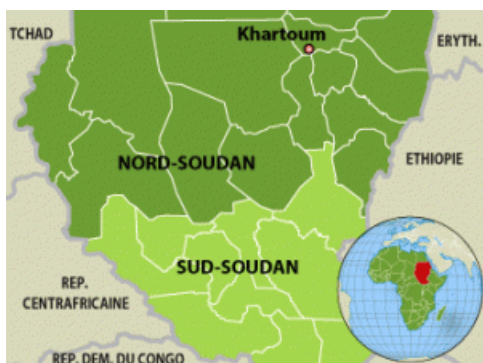 TCHAD
Khartoum
ERYTH.
NORD-SOUDAN
ETHIOPIE
SUD-SOUDAN
REP.
CENTRAFRICAINE
REP. DEM. DU CONGO